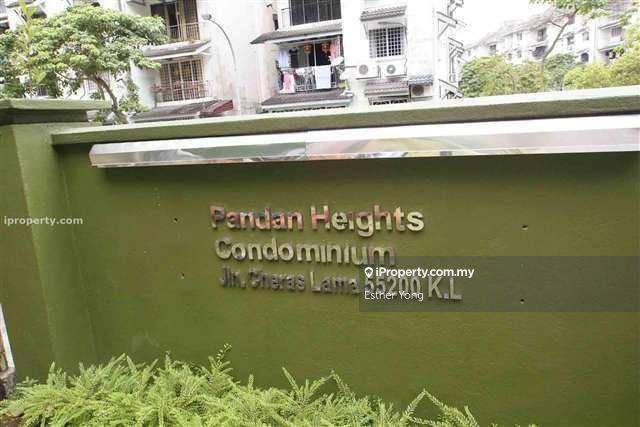 iproperty.com
Pandan Heights
Condominium
Jln. Cheras Lama 55200 K.L
iProperty.com.my
Esther Yong